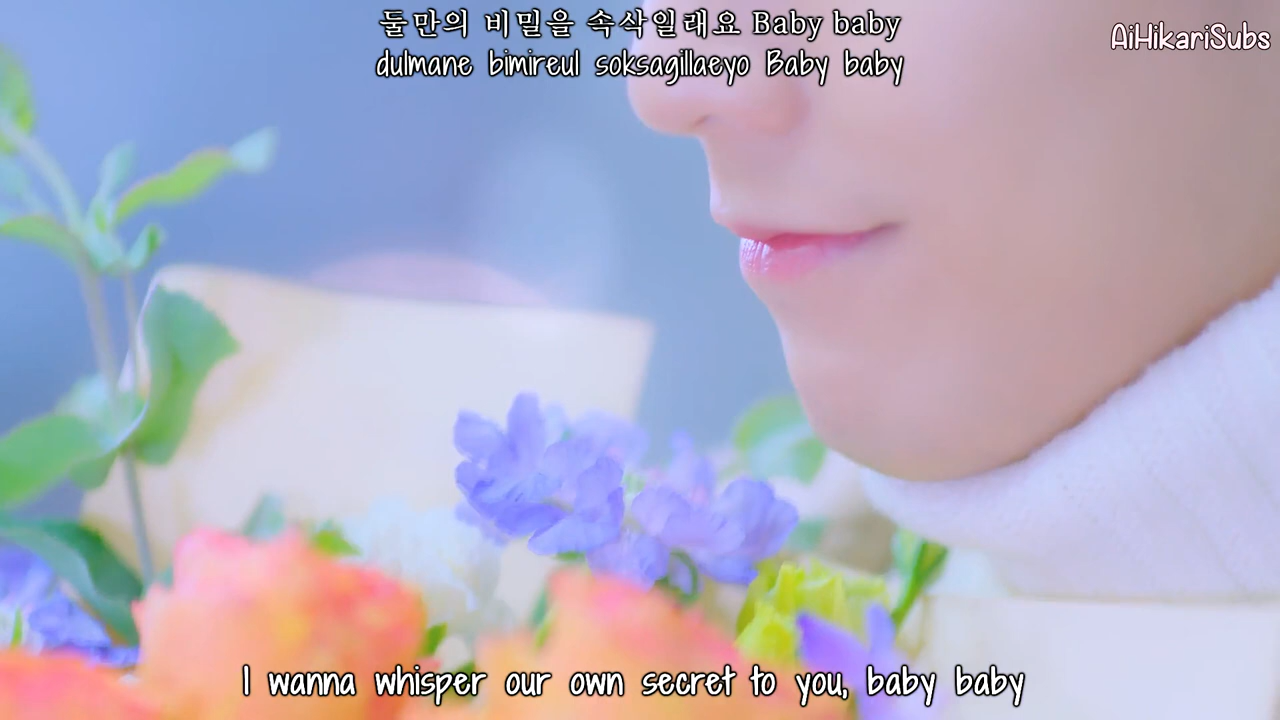 둘만의 비밀을 속삭일래요 Baby baby
dulmane bimireul soksagillaeyo Baby baby
AiHikariSubs
I wanna whisper our own secret to you, baby baby